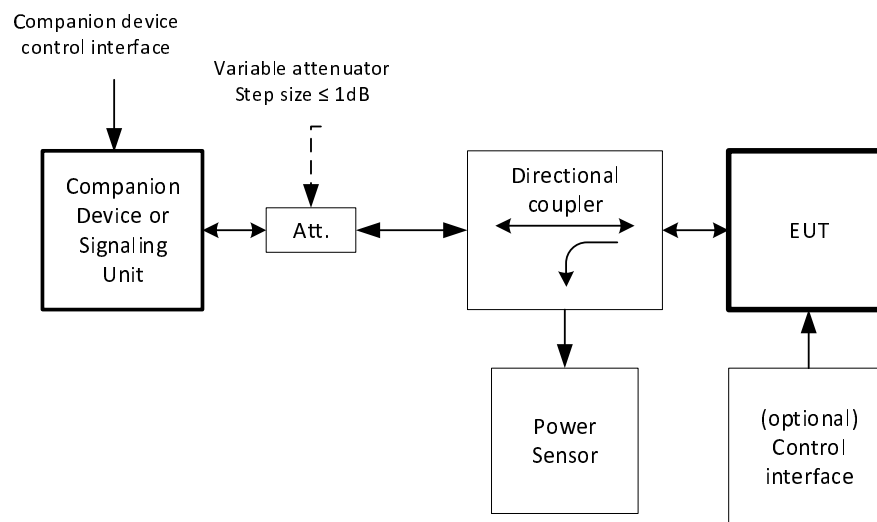 Companion device
control interface
Variable attenuator
Step size ≤ 1dB
Companion
Device or
Signaling
Unit
Att.
Directional
coupler
EUT
Power
Sensor
(optional)
Control
interface